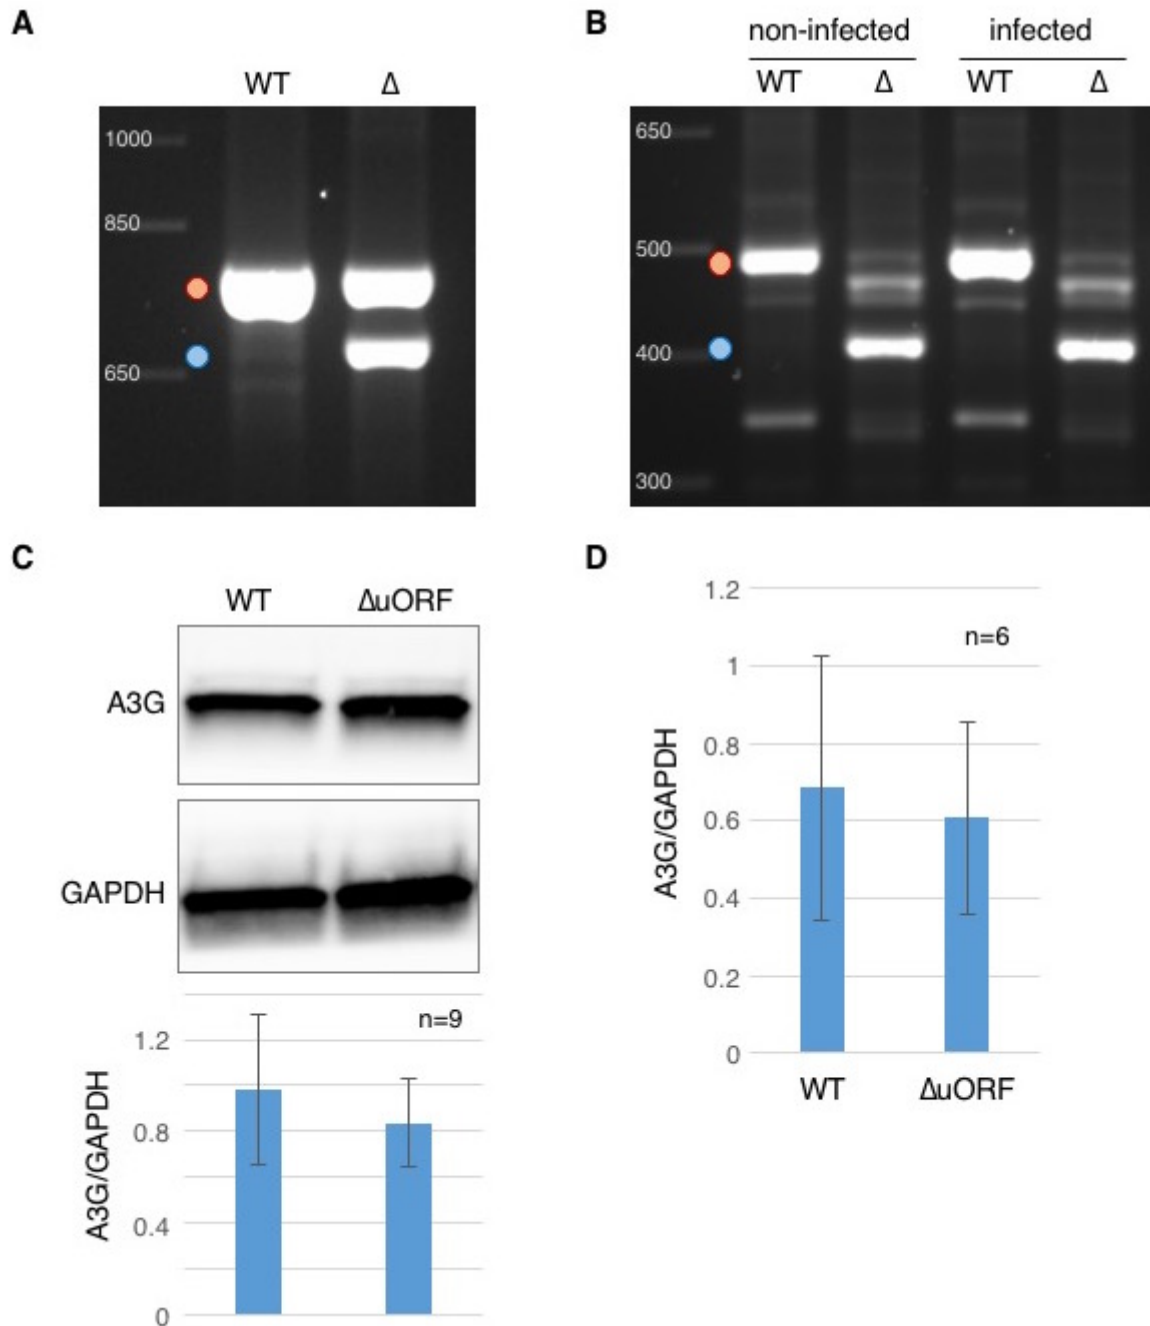 A
WT Δ
1000
850
650
B
non-infected infected
WT Δ WT Δ
650
500
400
300
C
WT ΔuORF
A3G
GAPDH
n=9
1.2
0.8
0.4
0
A3G/GAPDH
D
1.2
n=6
1
0.8
0.6
0.4
0.2
0
A3G/GAPDH
WT ΔuORF